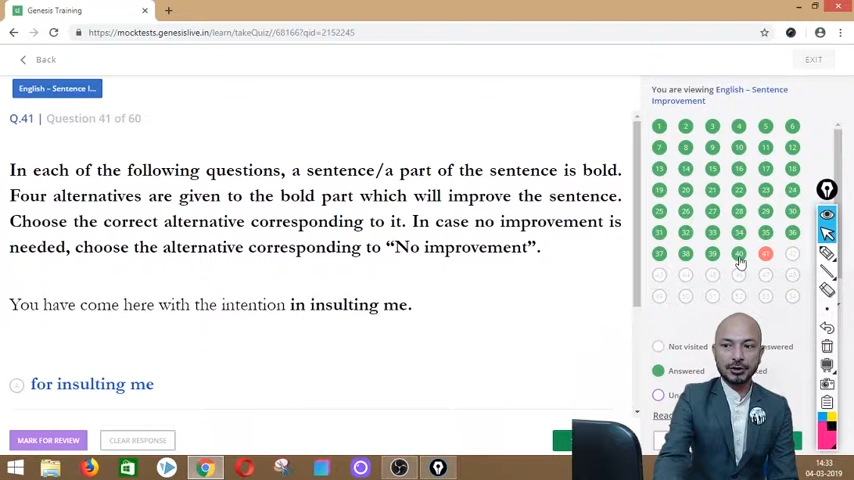 Genesis Training
https://mocktests.genesislive.in/learn/takeQuiz//68166?qid=2152245
Back
EXIT
English – Sentence I...
You are viewing English – Sentence
Improvement
Q.41 | Question 41 of 60
1 2 3 4 5 6
7 8 9 10 11 12
13 14 15 16 17 18
19 20 21 22 23 24
25 26 27 28 29 30
31 32 33 34 35 36
37 38 39 40 41
In each of the following questions, a sentence/a part of the sentence is bold.
Four alternatives are given to the bold part which will improve the sentence.
Choose the correct alternative corresponding to it. In case no improvement is
needed, choose the alternative corresponding to “No improvement”.
You have come here with the intention in insulting me.
for insulting me
Not visited
Answered
MARK FOR REVIEW
CLEAR RESPONSE
14:33
04-03-2019